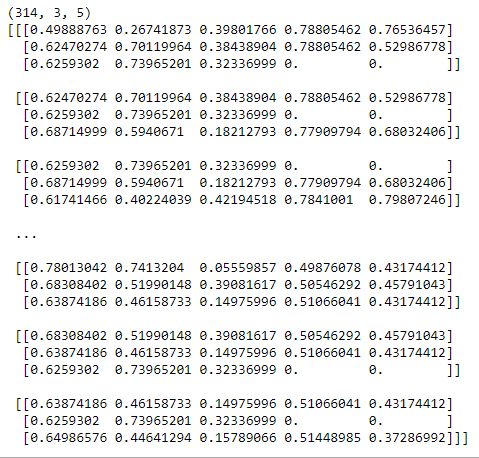 (314, 3, 5)
[[[0.49888763 0.26741873 0.39801766 0.78805462 0.76536457]
[0.62470274 0.70119964 0.38438904 0.78805462 0.52986778]
[0.6259302 0.73965201 0.32336999 0. 0. ]]
[[0.62470274 0.70119964 0.38438904 0.78805462 0.52986778]
[0.6259302 0.73965201 0.32336999 0. 0. ]
[0.68714999 0.5940671 0.18212793 0.77909794 0.68032406]]
[[0.6259302 0.73965201 0.32336999 0. 0. ]
[0.68714999 0.5940671 0.18212793 0.77909794 0.68032406]
[0.61741466 0.40224039 0.42194518 0.7841001 0.79807246]]
...
[[0.78013042 0.7413204 0.05559857 0.49876078 0.43174412]
[0.68308402 0.51990148 0.39081617 0.50546292 0.45791043]
[0.63874186 0.46158733 0.14975996 0.51066041 0.43174412]]
[[0.68308402 0.51990148 0.39081617 0.50546292 0.45791043]
[0.63874186 0.46158733 0.14975996 0.51066041 0.43174412]
[0.6259302 0.73965201 0.32336999 0. 0. ]]
[[0.63874186 0.46158733 0.14975996 0.51066041 0.43174412]
[0.6259302 0.73965201 0.32336999 0. 0. ]
[0.64986576 0.44641294 0.15789066 0.51448985 0.37286992]]]